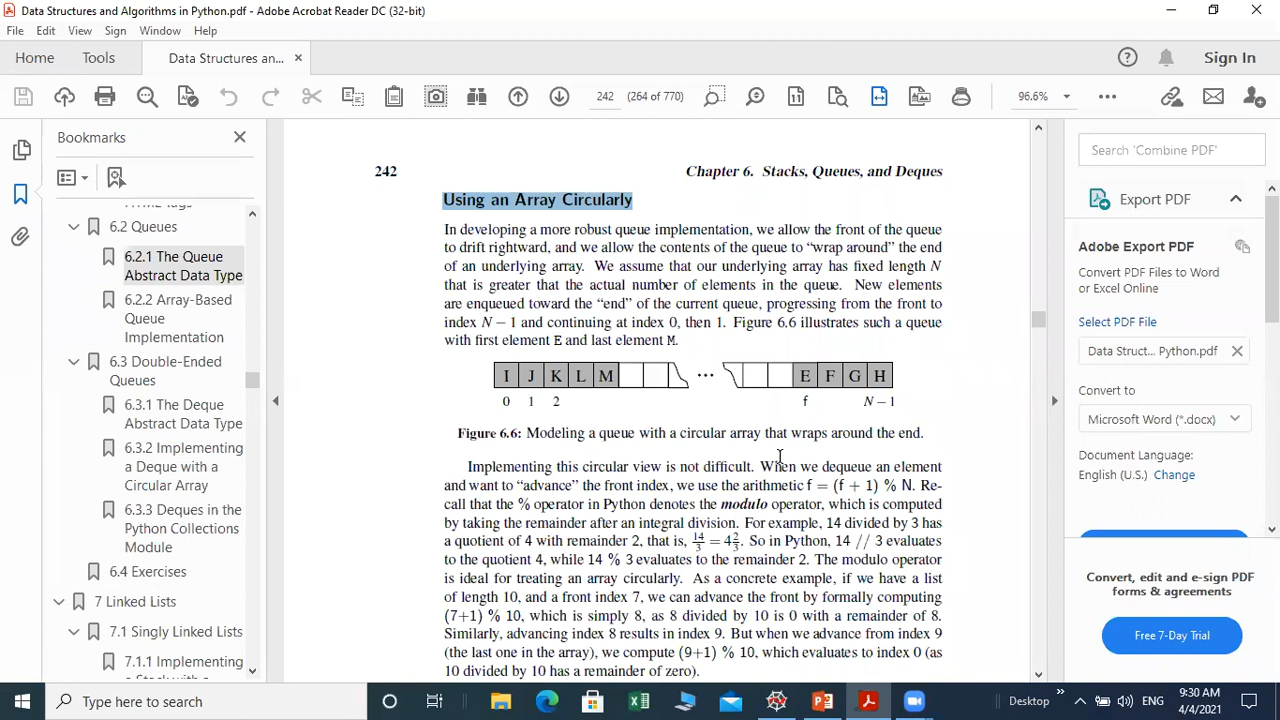 Data Structures and Algorithms in Python.pdf - Adobe Acrobat Reader DC (32-bit)
File Edit View Sign Window Help
Home Tools Data Structures an... × Sign In
242 (264 of 770) 96.6%
Bookmarks
HTML Tags
6.2 Queues
6.2.1 The Queue
Abstract Data Type
6.2.2 Array-Based
Queue
Implementation
6.3 Double-Ended
Queues
6.3.1 The Deque
Abstract Data Type
6.3.2 Implementing
a Deque with a
Circular Array
6.3.3 Deques in the
Python Collections
Module
6.4 Exercises
7 Linked Lists
7.1 Singly Linked Lists
7.1.1 Implementing
242 Chapter 6. Stacks, Queues, and Deques
Using an Array Circularly
In developing a more robust queue implementation, we allow the front of the queue
to drift rightward, and we allow the contents of the queue to “wrap around” the end
of an underlying array. We assume that our underlying array has fixed length N
that is greater that the actual number of elements in the queue. New elements
are enqueued toward the “end” of the current queue, progressing from the front to
index N − 1 and continuing at index 0, then 1. Figure 6.6 illustrates such a queue
with first element E and last element M.
I J K L M ··· E F G H
0 1 2 f N − 1
Figure 6.6: Modeling a queue with a circular array that wraps around the end.
Implementing this circular view is not difficult. When we dequeue an element
and want to “advance” the front index, we use the arithmetic f = (f + 1) % N. Re-
call that the % operator in Python denotes the modulo operator, which is computed
by taking the remainder after an integral division. For example, 14 divided by 3 has
a quotient of 4 with remainder 2, that is, 14/3 = 4 2/3. So in Python, 14 // 3 evaluates
to the quotient 4, while 14 % 3 evaluates to the remainder 2. The modulo operator
is ideal for treating an array circularly. As a concrete example, if we have a list
of length 10, and a front index 7, we can advance the front by formally computing
(7+1) % 10, which is simply 8, as 8 divided by 10 is 0 with a remainder of 8.
Similarly, advancing index 8 results in index 9. But when we advance from index 9
(the last one in the array), we compute (9+1) % 10, which evaluates to index 0 (as
10 divided by 10 has a remainder of zero).
Search 'Combine PDF'
Export PDF
Adobe Export PDF
Convert PDF Files to Word
or Excel Online
Select PDF File
Data Struct... Python.pdf
Convert to
Microsoft Word (*.docx)
Document Language:
English (U.S.) Change
Convert, edit and e-sign PDF
forms & agreements
Free 7-Day Trial
Type here to search
Desktop
ENG
9:30 AM
4/4/2021